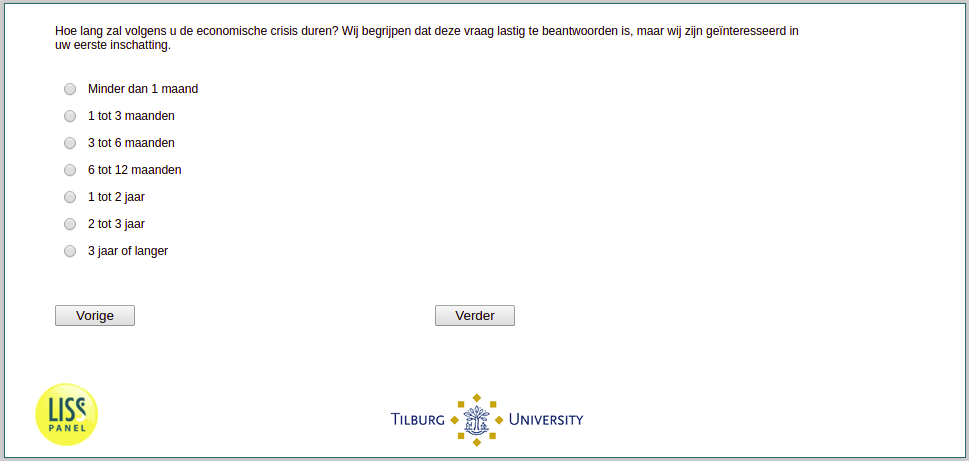 Hoe lang zal volgens u de economische crisis duren? Wij begrijpen dat deze vraag lastig te beantwoorden is, maar wij zijn geïnteresseerd in
uw eerste inschatting.
Minder dan 1 maand
1 tot 3 maanden
3 tot 6 maanden
6 tot 12 maanden
1 tot 2 jaar
2 tot 3 jaar
3 jaar of langer
Vorige
Verder
LISS
PANEL
TILBURG UNIVERSITY